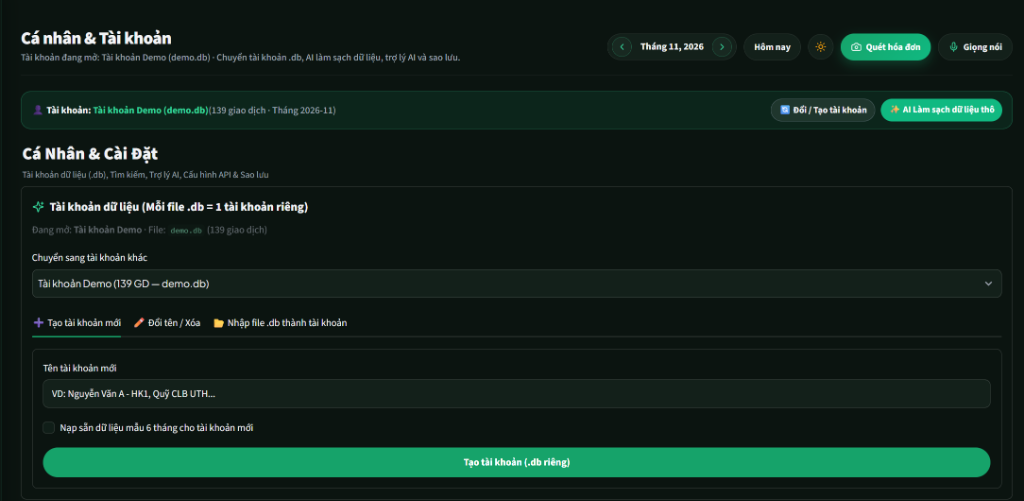 Cá nhân & Tài khoản
Tài khoản đang mở: Tài khoản Demo (demo.db) · Chuyển tài khoản .db, AI làm sạch dữ liệu, trợ lý AI và sao lưu.
Tháng 11, 2026
Hôm nay
Quét hóa đơn
Giọng nói
Tài khoản: Tài khoản Demo (demo.db)(139 giao dịch · Tháng 2026-11)
Đổi / Tạo tài khoản
AI Làm sạch dữ liệu thô
Cá Nhân & Cài Đặt
Tài khoản dữ liệu (.db), Tìm kiếm, Trợ lý AI, Cấu hình API & Sao lưu
Tài khoản dữ liệu (Mỗi file .db = 1 tài khoản riêng)
Đang mở: Tài khoản Demo · File: demo.db (139 giao dịch)
Chuyển sang tài khoản khác
Tài khoản Demo (139 GD — demo.db)
Tạo tài khoản mới
Đổi tên / Xóa
Nhập file .db thành tài khoản
Tên tài khoản mới
VD: Nguyễn Văn A - HK1, Quỹ CLB UTH...
Nạp sẵn dữ liệu mẫu 6 tháng cho tài khoản mới
Tạo tài khoản (.db riêng)